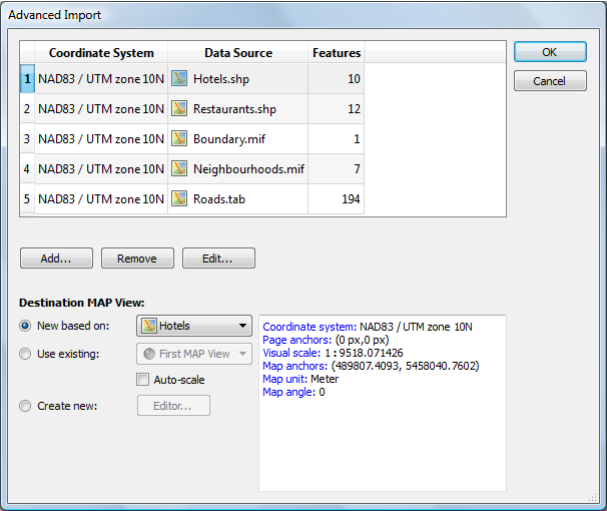 Advanced Import
Coordinate System Data Source Features
1 NAD83 / UTM zone 10N Hotels.shp 10
2 NAD83 / UTM zone 10N Restaurants.shp 12
3 NAD83 / UTM zone 10N Boundary.mif 1
4 NAD83 / UTM zone 10N Neighbourhoods.mif 7
5 NAD83 / UTM zone 10N Roads.tab 194
OK
Cancel
Add... Remove Edit...
Destination MAP View:
New based on: Hotels
Use existing: First MAP View
Auto-scale
Create new: Editor...
Coordinate system: NAD83 / UTM zone 10N
Page anchors: (0 px,0 px)
Visual scale: 1 : 9518.071426
Map anchors: (489807.4093, 5458040.7602)
Map unit: Meter
Map angle: 0